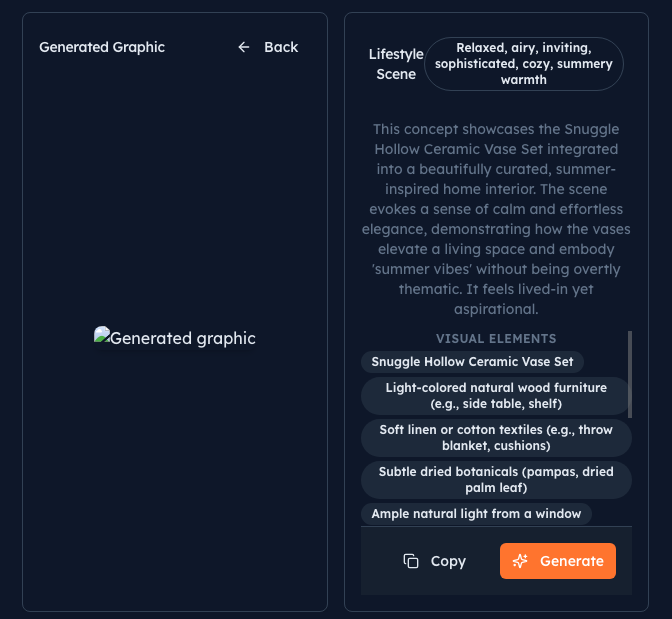 Generated Graphic
Back
Generated graphic
Lifestyle
Scene
Relaxed, airy, inviting,
sophisticated, cozy, summery
warmth
This concept showcases the Snuggle
Hollow Ceramic Vase Set integrated
into a beautifully curated, summer-
inspired home interior. The scene
evokes a sense of calm and effortless
elegance, demonstrating how the vases
elevate a living space and embody
'summer vibes' without being overtly
thematic. It feels lived-in yet
aspirational.
VISUAL ELEMENTS
Snuggle Hollow Ceramic Vase Set
Light-colored natural wood furniture
(e.g., side table, shelf)
Soft linen or cotton textiles (e.g., throw
blanket, cushions)
Subtle dried botanicals (pampas, dried
palm leaf)
Ample natural light from a window
Copy
Generate